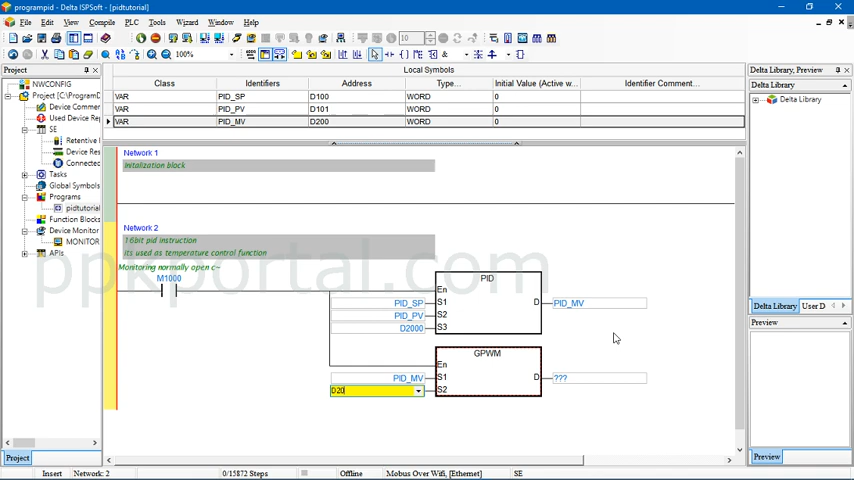 programpid - Delta ISPSoft - [pidtutorial]
File Edit View Compile PLC Tools Wizard Window Help
10
100% &
Project
NWCONFIG
Project [C:\ProgramD
Device Commer
Used Device Rep
SE
Retentive
Device Res
Connected
Tasks
Global Symbols
Programs
pidtutorial
Function Blocks
Device Monitor
MONITOR
APIs
Project
Local Symbols
Class Identifiers Address Type... Initial Value (Active w... Identifier Comment...
VAR PID_SP D100 WORD 0
VAR PID_PV D101 WORD 0
VAR PID_MV D200 WORD 0
Network 1
Initalization block
Network 2
16bit pid instruction
Its used as temperature control function
Monitoring normally open c~
M1000
PID
En
PID_SP S1 D PID_MV
PID_PV S2
D2000 S3
GPWM
En
PID_MV S1 D ???
D20 S2
ppkportal.com
Delta Library, Preview
Delta Library
Delta Library
Delta Library User D
Preview
Preview
Insert Network: 2 0/15872 Steps Offline Mobus Over Wifi, [Ethernet] SE